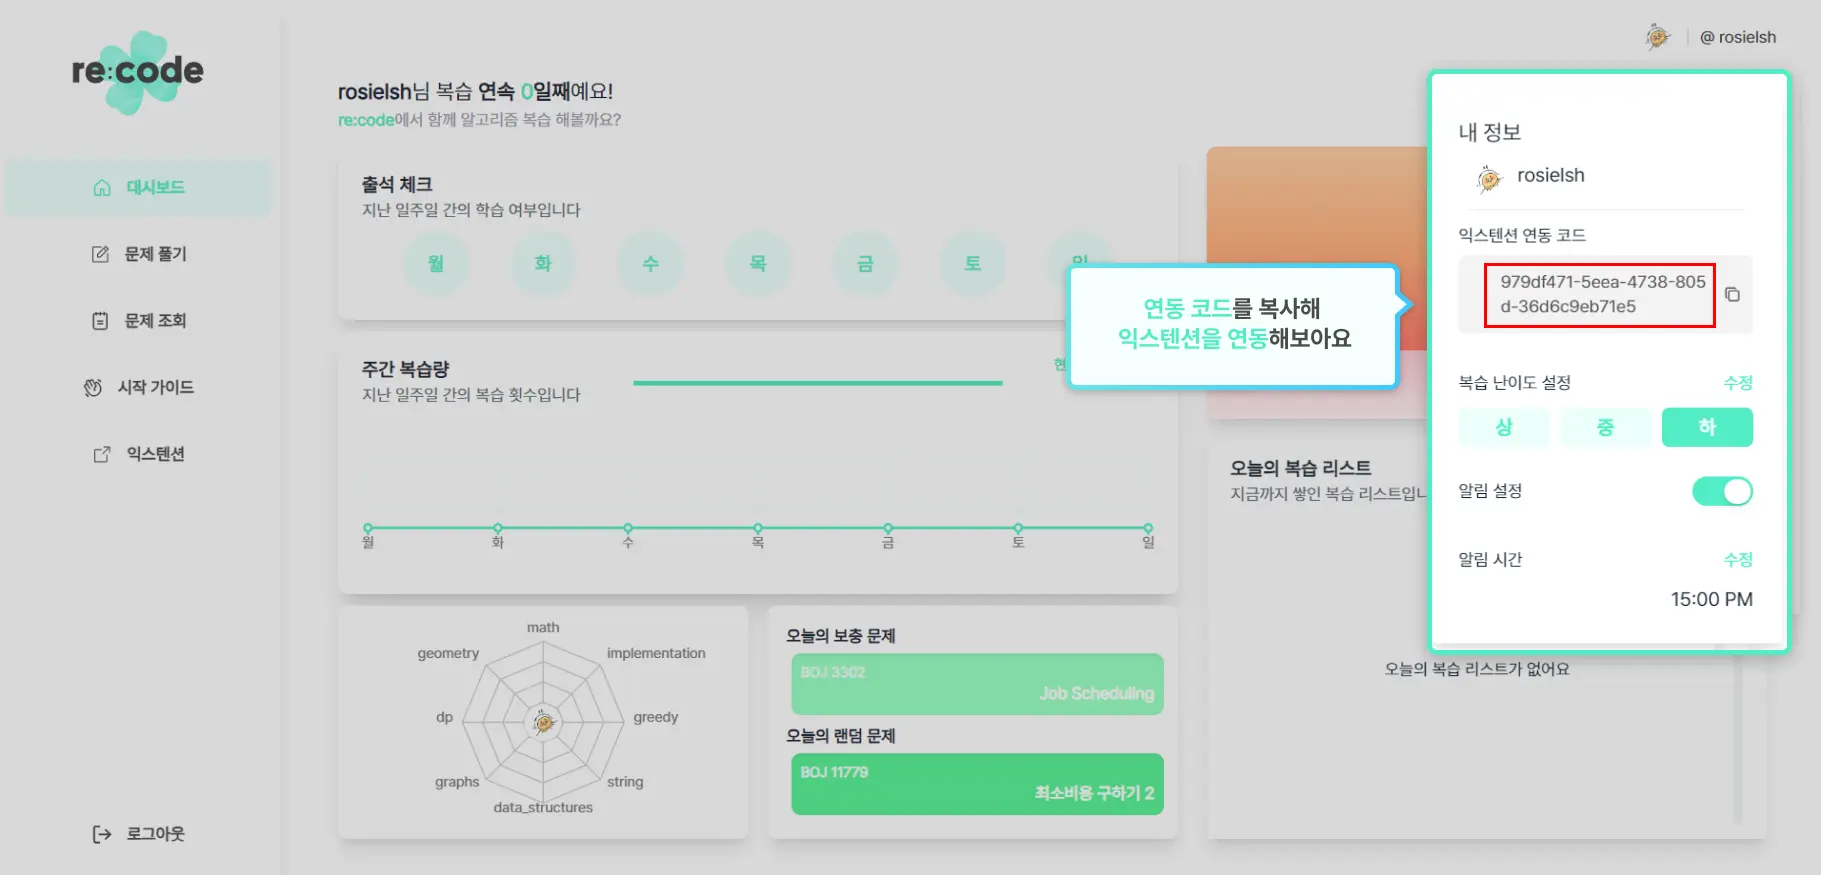 re:code
대시보드
문제 풀기
문제 조회
시작 가이드
익스텐션
로그아웃
@ rosielsh
rosielsh님 복습 연속 0일째예요!
re:code에서 함께 알고리즘 복습 해볼까요?
출석 체크
지난 일주일 간의 학습 여부입니다
월 화 수 목 금 토 일
주간 복습량
지난 일주일 간의 복습 횟수입니다
현
월 화 수 목 금 토 일
math
geometry
implementation
dp
greedy
graphs
string
data_structures
오늘의 보충 문제
BOJ 3302
Job Scheduling
오늘의 랜덤 문제
BOJ 11779
최소비용 구하기 2
오늘의 복습 리스트
지금까지 쌓인 복습 리스트입니
오늘의 복습 리스트가 없어요
연동 코드를 복사해
익스텐션을 연동해보아요
내 정보
rosielsh
익스텐션 연동 코드
979df471-5eea-4738-805
d-36d6c9eb71e5
복습 난이도 설정 수정
상 중 하
알림 설정
알림 시간 수정
15:00 PM